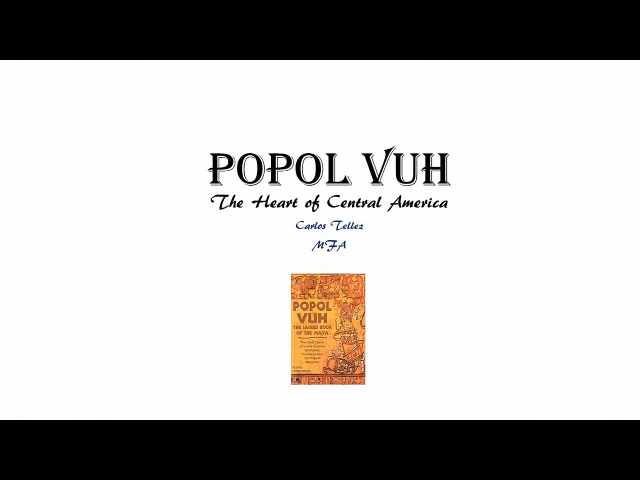 POPOL VUH
The Heart of Central America
Carlos Tellez
MFA
POPOL
VUH
THE SACRED BOOK
OF THE MAYA